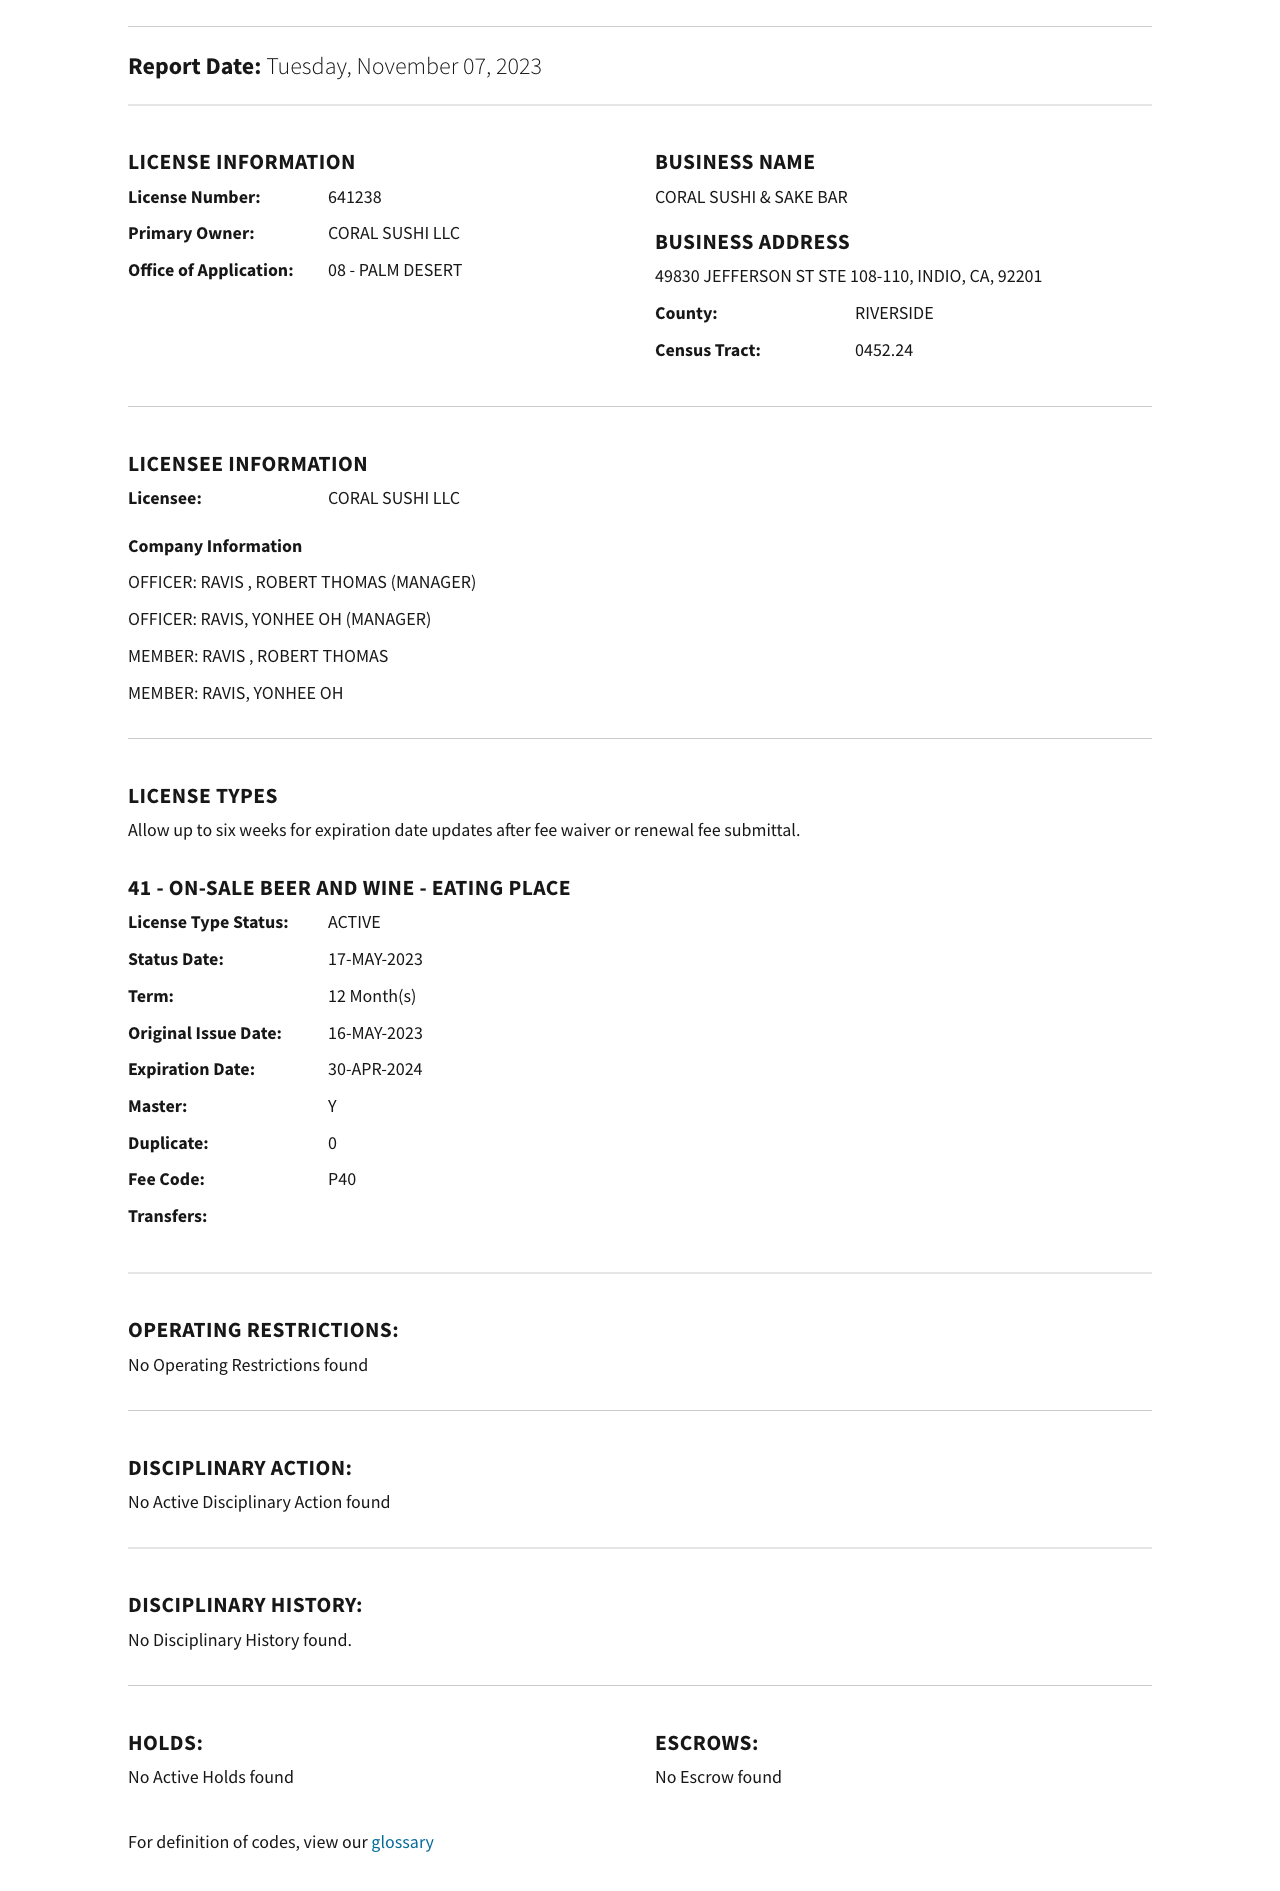 Report Date: Tuesday, November 07, 2023
LICENSE INFORMATION
License Number: 641238
Primary Owner: CORAL SUSHI LLC
Office of Application: 08 - PALM DESERT
BUSINESS NAME
CORAL SUSHI & SAKE BAR
BUSINESS ADDRESS
49830 JEFFERSON ST STE 108-110, INDIO, CA, 92201
County: RIVERSIDE
Census Tract: 0452.24
LICENSEE INFORMATION
Licensee: CORAL SUSHI LLC
Company Information
OFFICER: RAVIS , ROBERT THOMAS (MANAGER)
OFFICER: RAVIS, YONHEE OH (MANAGER)
MEMBER: RAVIS , ROBERT THOMAS
MEMBER: RAVIS, YONHEE OH
LICENSE TYPES
Allow up to six weeks for expiration date updates after fee waiver or renewal fee submittal.
41 - ON-SALE BEER AND WINE - EATING PLACE
License Type Status: ACTIVE
Status Date: 17-MAY-2023
Term: 12 Month(s)
Original Issue Date: 16-MAY-2023
Expiration Date: 30-APR-2024
Master: Y
Duplicate: 0
Fee Code: P40
Transfers:
OPERATING RESTRICTIONS:
No Operating Restrictions found
DISCIPLINARY ACTION:
No Active Disciplinary Action found
DISCIPLINARY HISTORY:
No Disciplinary History found.
HOLDS:
No Active Holds found
ESCROWS:
No Escrow found
For definition of codes, view our glossary